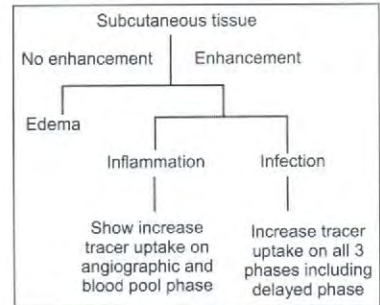 Subcutaneous tissue
No enhancement Enhancement
Edema
Inflammation Infection
Show increase
tracer uptake on
angiographic and
blood pool phase
Increase tracer
uptake on all 3
phases including
delayed phase